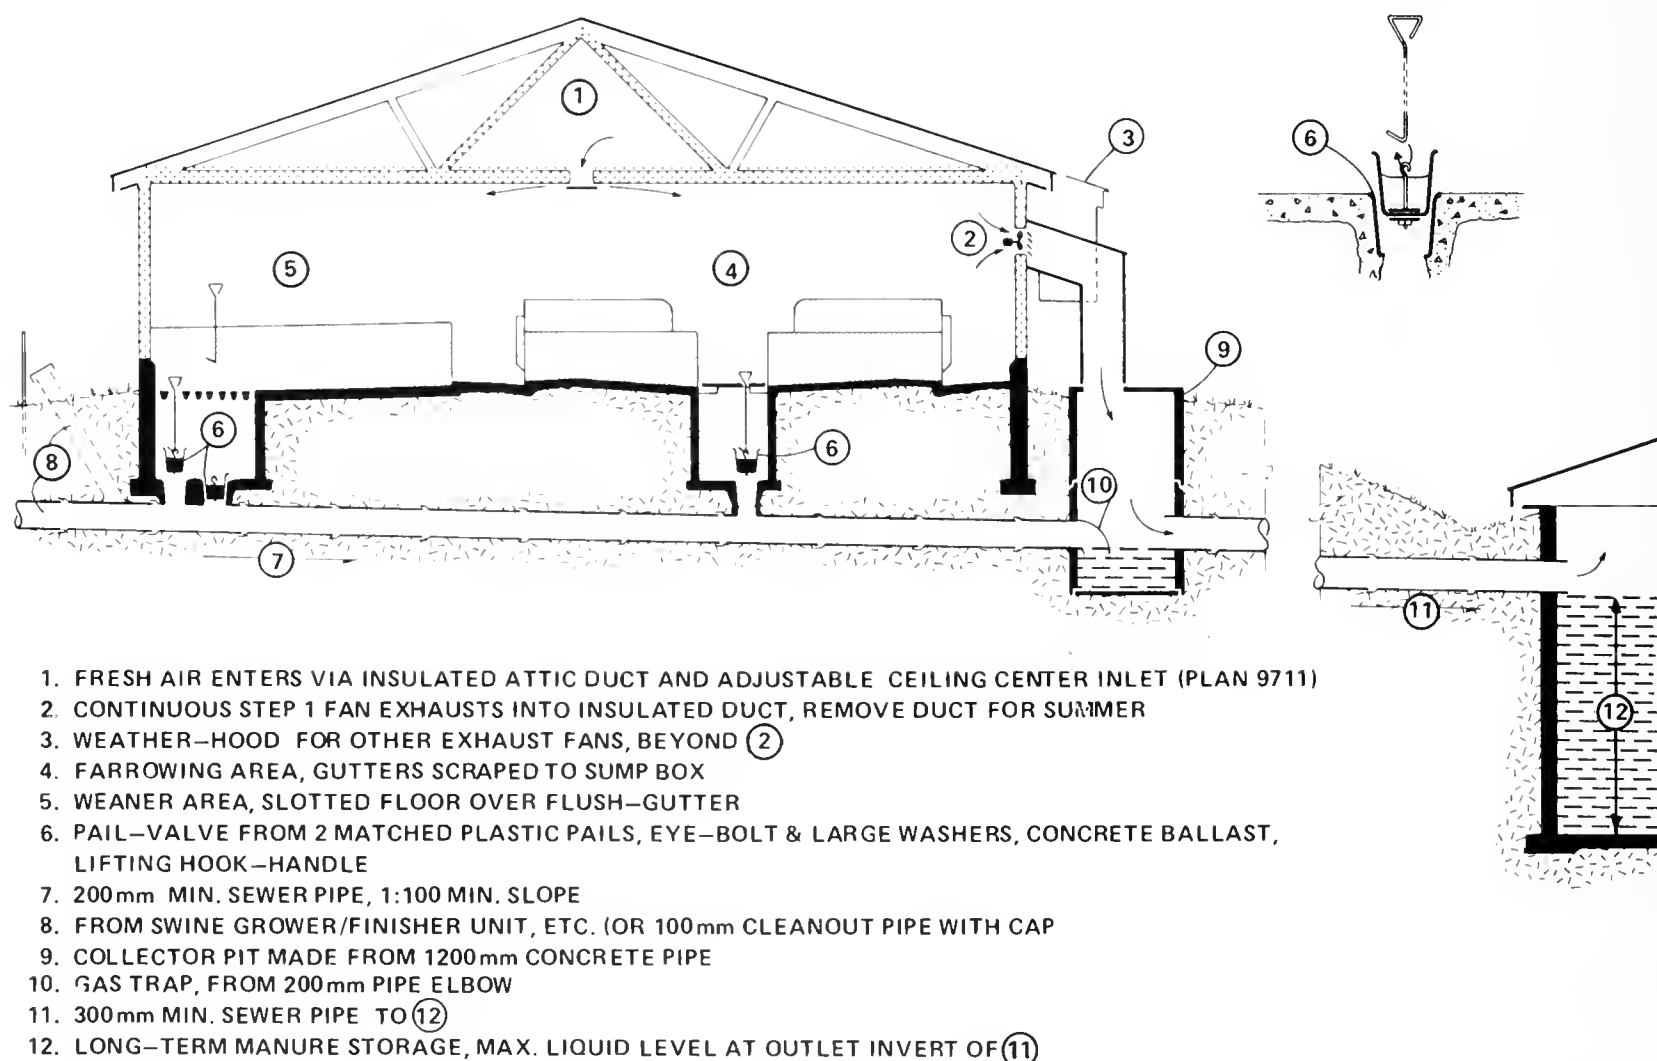 1
3
6
2
5
4
9
6
6
8
10
7
11
12
1. FRESH AIR ENTERS VIA INSULATED ATTIC DUCT AND ADJUSTABLE CEILING CENTER INLET (PLAN 9711)
2. CONTINUOUS STEP 1 FAN EXHAUSTS INTO INSULATED DUCT, REMOVE DUCT FOR SUMMER
3. WEATHER–HOOD FOR OTHER EXHAUST FANS, BEYOND 2
4. FARROWING AREA, GUTTERS SCRAPED TO SUMP BOX
5. WEANER AREA, SLOTTED FLOOR OVER FLUSH–GUTTER
6. PAIL–VALVE FROM 2 MATCHED PLASTIC PAILS, EYE–BOLT & LARGE WASHERS, CONCRETE BALLAST,
LIFTING HOOK–HANDLE
7. 200mm MIN. SEWER PIPE, 1:100 MIN. SLOPE
8. FROM SWINE GROWER/FINISHER UNIT, ETC. (OR 100mm CLEANOUT PIPE WITH CAP
9. COLLECTOR PIT MADE FROM 1200mm CONCRETE PIPE
10. GAS TRAP, FROM 200mm PIPE ELBOW
11. 300mm MIN. SEWER PIPE TO 12
12. LONG–TERM MANURE STORAGE, MAX. LIQUID LEVEL AT OUTLET INVERT OF 11